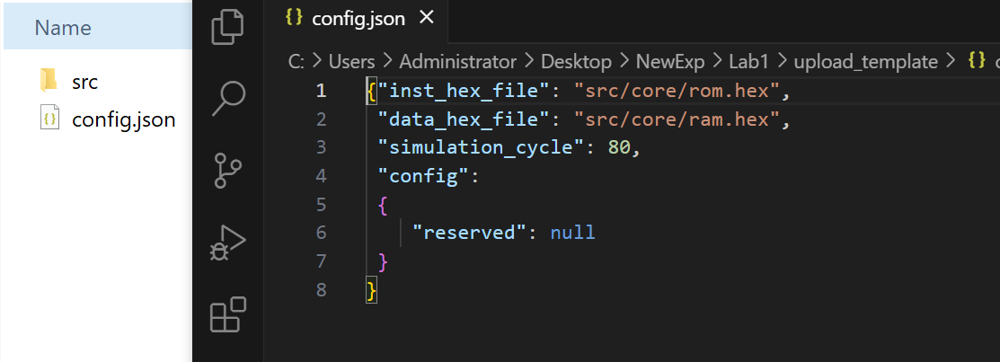 Name
src
config.json
config.json
C: > Users > Administrator > Desktop > NewExp > Lab1 > upload_template >
1 {"inst_hex_file": "src/core/rom.hex",
2 "data_hex_file": "src/core/ram.hex",
3 "simulation_cycle": 80,
4 "config":
5 {
6 "reserved": null
7 }
8 }